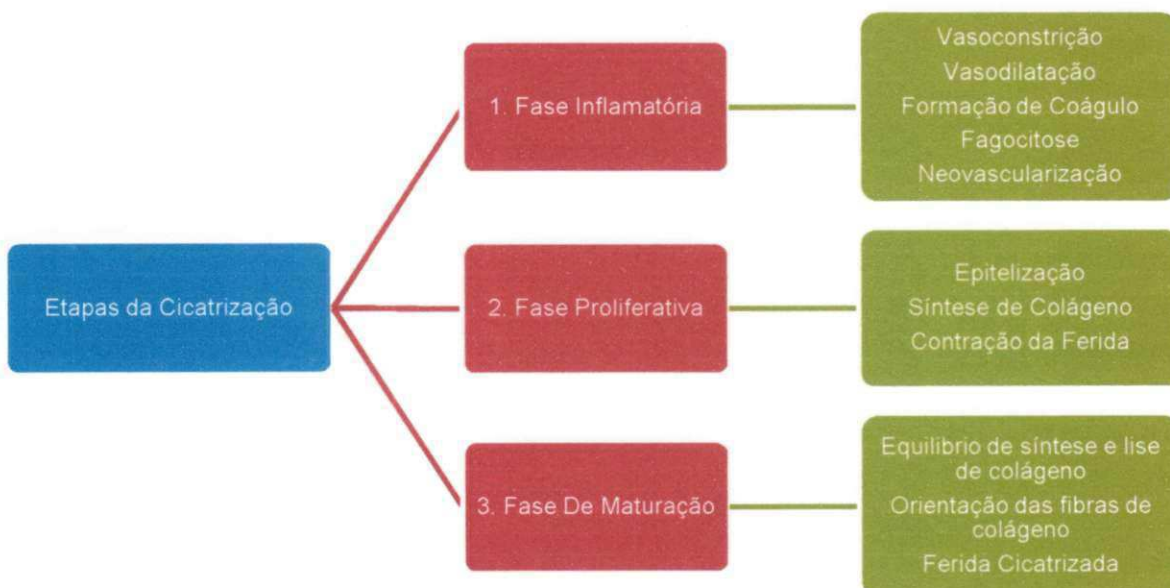 Etapas da Cicatrização
1. Fase Inflamatória
Vasoconstrição
Vasodilatação
Formação de Coágulo
Fagocitose
Neovascularização
2. Fase Proliferativa
Epitelização
Síntese de Colágeno
Contração da Ferida
3. Fase De Maturação
Equilibrio de síntese e lise
de colágeno
Orientação das fibras de
colágeno
Ferida Cicatrizada